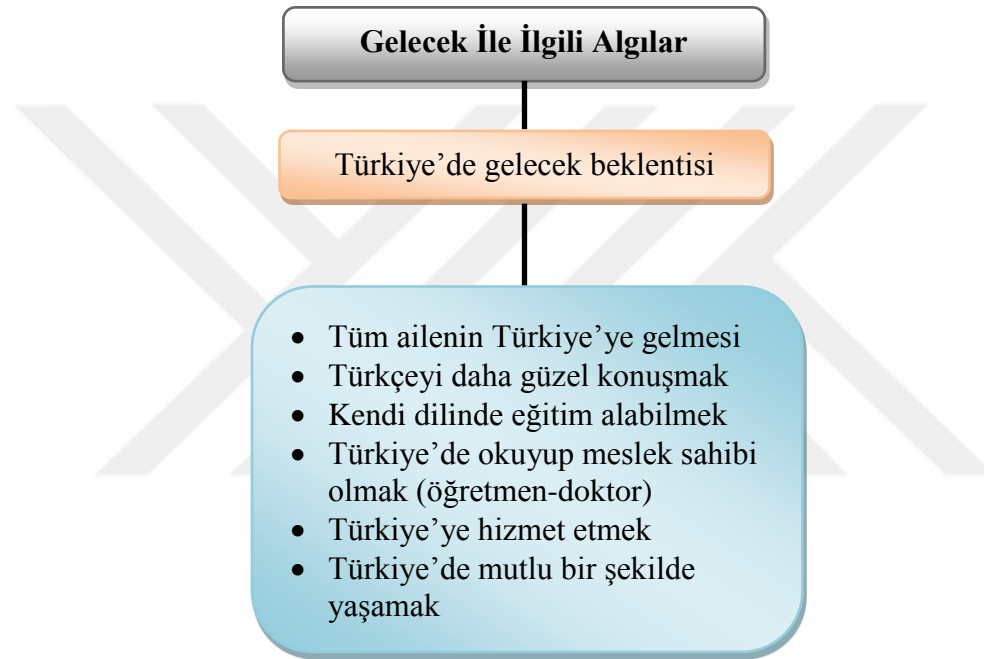 Gelecek İle İlgili Algılar
Türkiye’de gelecek beklentisi
• Tüm ailenin Türkiye’ye gelmesi
• Türkçeyi daha güzel konuşmak
• Kendi dilinde eğitim alabilmek
• Türkiye’de okuyup meslek sahibi
olmak (öğretmen-doktor)
• Türkiye’ye hizmet etmek
• Türkiye’de mutlu bir şekilde
yaşamak